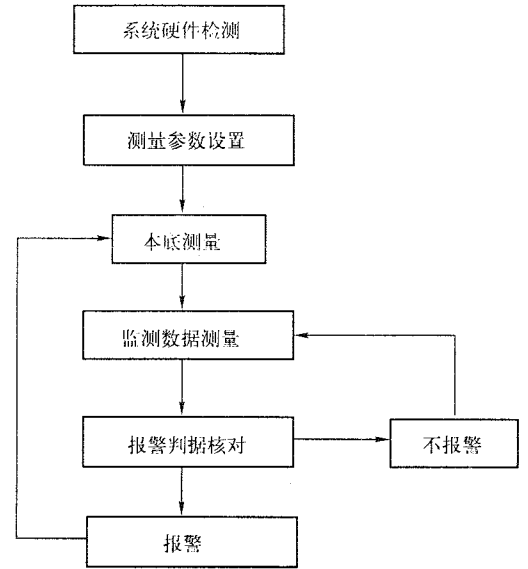 系统硬件检测
测量参数设置
本底测量
监测数据测量
报警判据核对
不报警
报警